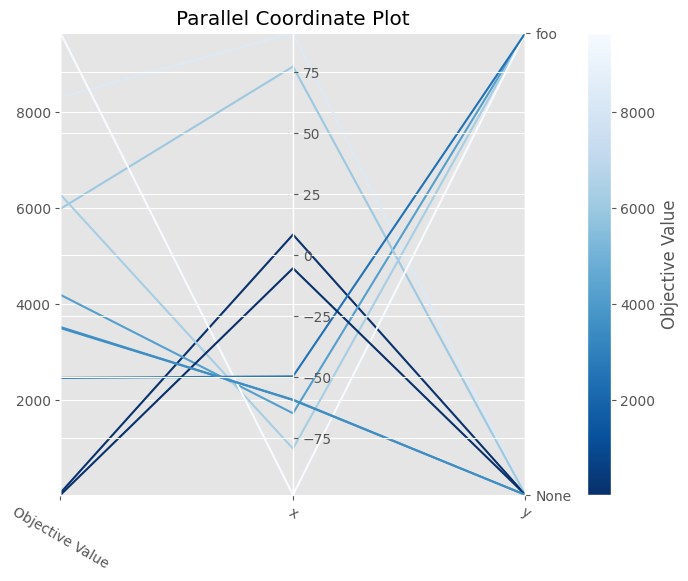 Parallel Coordinate Plot
foo
75
8000
8000
50
6000
25
6000
0
4000
−25
4000
−50
2000
2000
−75
None
Objective Value
x
y
Objective Value